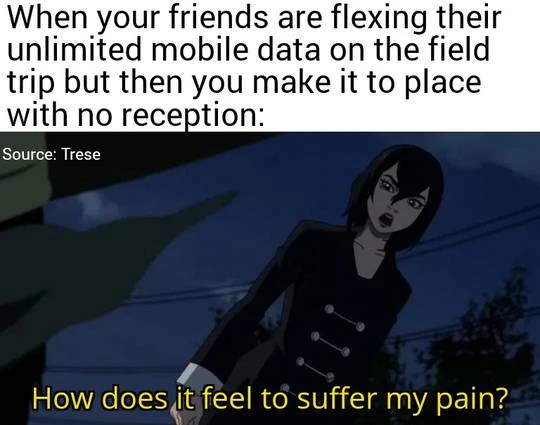 When your friends are flexing their
unlimited mobile data on the field
trip but then you make it to place
with no reception:
Source: Trese
How does it feel to suffer my pain?